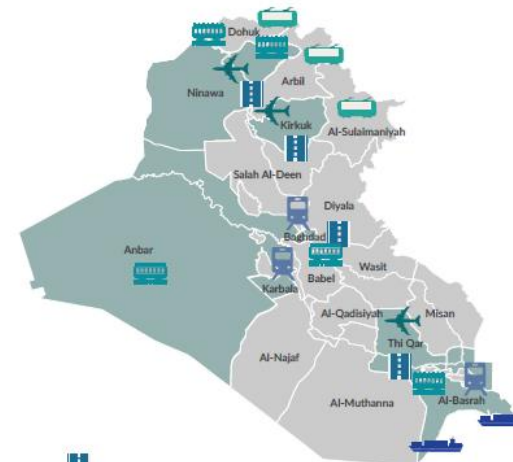 Dohuk
Ninawa
Arbil
Kirkuk
Al-Sulaimaniyah
Salah Al-Deen
Diyala
Anbar
Baghdad
Wasit
Karbala
Babel
Al-Qadisiyah
Misan
Thi Qar
Al-Najaf
Al-Muthanna
Al-Basrah